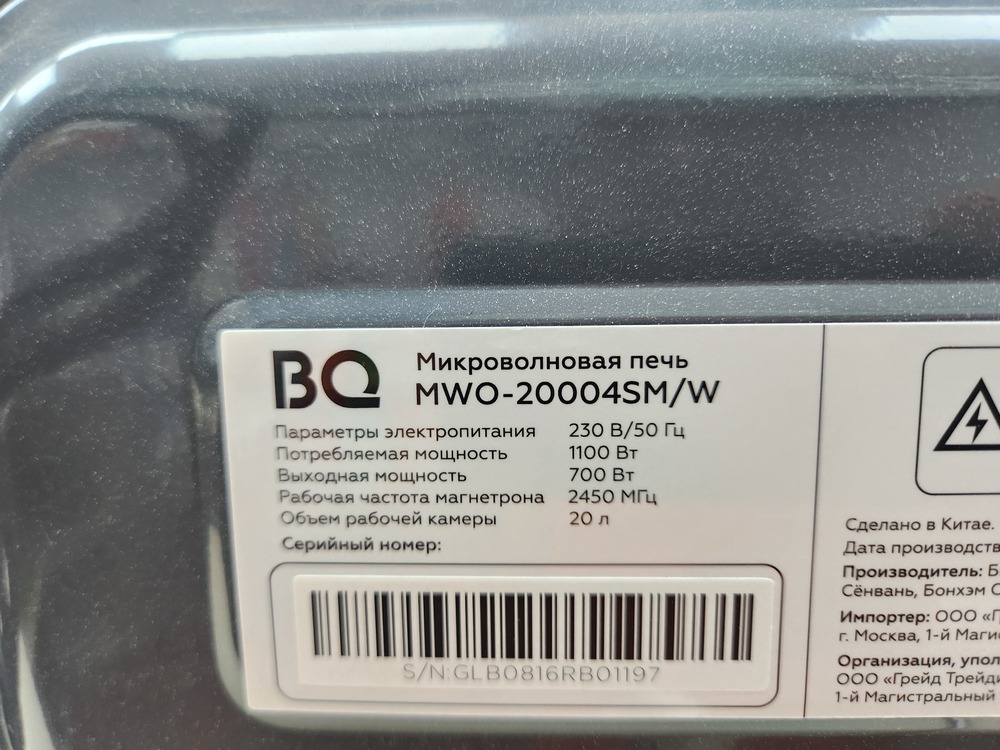 BQ
Микроволновая печь
MWO-20004SM/W
Параметры электропитания 230 В/50 Гц
Потребляемая мощность 1100 Вт
Выходная мощность 700 Вт
Рабочая частота магнетрона 2450 МГц
Объем рабочей камеры 20 л
Серийный номер:
S/N:GLB0816RB01197
Сделано в Китае.
Дата производств
Производитель: Б
Сёнвань, Бонхэм С
Импортер: ООО «Г
г. Москва, 1-й Маги
Организация, упол
ООО «Грейд Трейди
1-й Магистральный